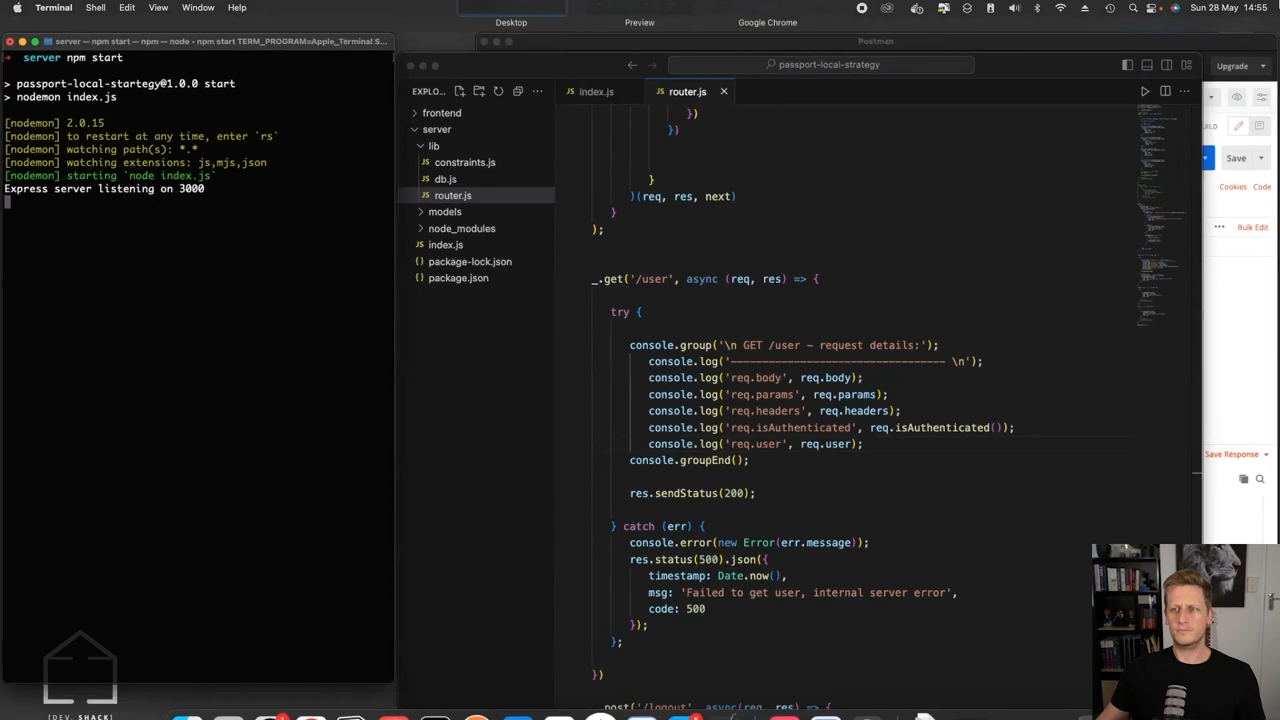 Terminal Shell Edit View Window Help Sun 28 May 14:55
Desktop Preview Google Chrome
server — npm start — npm — node ‹ npm start TERM_PROGRAM=Apple_Terminal S...
➜ server npm start
> passport-local-startegy@1.0.0 start
> nodemon index.js
[nodemon] 2.0.15
[nodemon] to restart at any time, enter `rs`
[nodemon] watching path(s): *.*
[nodemon] watching extensions: js,mjs,json
[nodemon] starting `node index.js`
Express server listening on 3000
[DEV. SHACK]
Postman
passport-local-strategy
EXPLO...
frontend
server
lib
constraints.js
db.js
router.js
models
node_modules
index.js
package-lock.json
package.json
index.js router.js
})
})
}
)(req, res, next)
}
);
_.get('/user', async (req, res) => {
try {
console.group('\n GET /user - request details:');
console.log('---------------------------------- \n');
console.log('req.body', req.body);
console.log('req.params', req.params);
console.log('req.headers', req.headers);
console.log('req.isAuthenticated', req.isAuthenticated());
console.log('req.user', req.user);
console.groupEnd();
res.sendStatus(200);
} catch (err) {
console.error(new Error(err.message));
res.status(500).json({
timestamp: Date.now(),
msg: 'Failed to get user, internal server error',
code: 500
});
};
})
.post('/logout', async (req, res) => {
Upgrade
Save
Cookies Code
Bulk Edit
Save Response